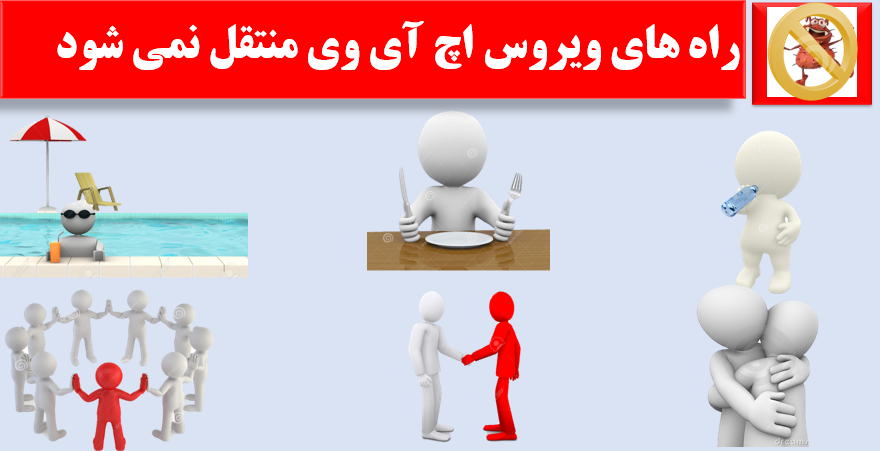 راه های ویروس اچ آی وی منتقل نمی شود